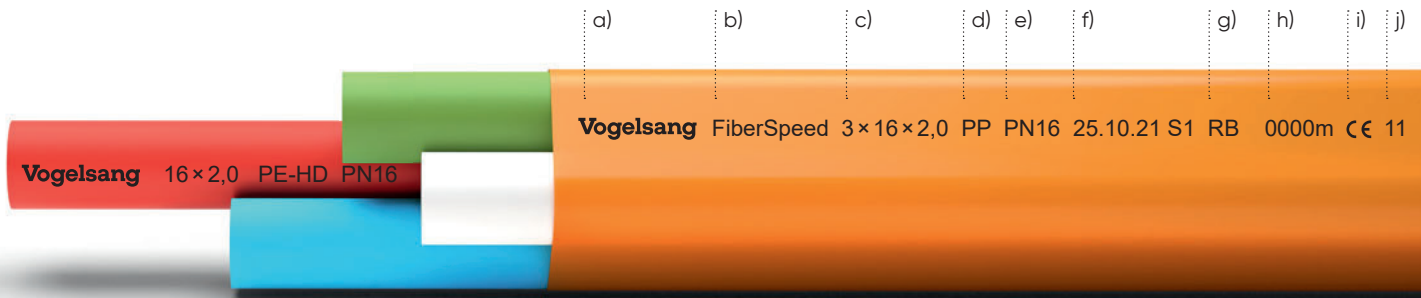 a) b) c) d) e) f) g) h) i) j)
Vogelsang FiberSpeed 3×16×2,0 PP PN16 25.10.21 S1 RB 0000m CE 11
Vogelsang 16×2,0 PE-HD PN16